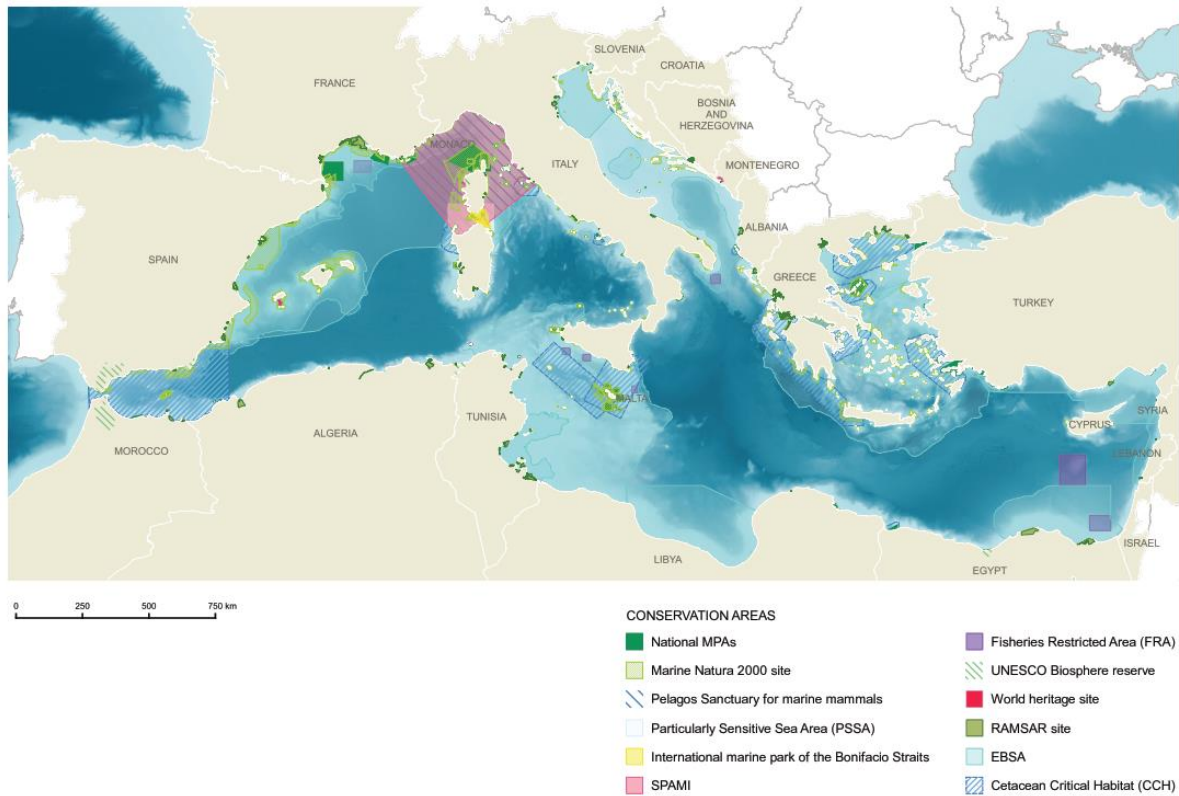 SLOVENIA
CROATIA
FRANCE
BOSNIA
AND
HERZEGOVINA
MONACO
ITALY
MONTENEGRO
ALBANIA
SPAIN
GREECE
TURKEY
MALTA
TUNISIA
SYRIA
CYPRUS
ALGERIA
LEBANON
MOROCCO
ISRAEL
LIBYA
EGYPT
0 250 500 750 km
CONSERVATION AREAS
National MPAs
Marine Natura 2000 site
Pelagos Sanctuary for marine mammals
Particularly Sensitive Sea Area (PSSA)
International marine park of the Bonifacio Straits
SPAMI
Fisheries Restricted Area (FRA)
UNESCO Biosphere reserve
World heritage site
RAMSAR site
EBSA
Cetacean Critical Habitat (CCH)